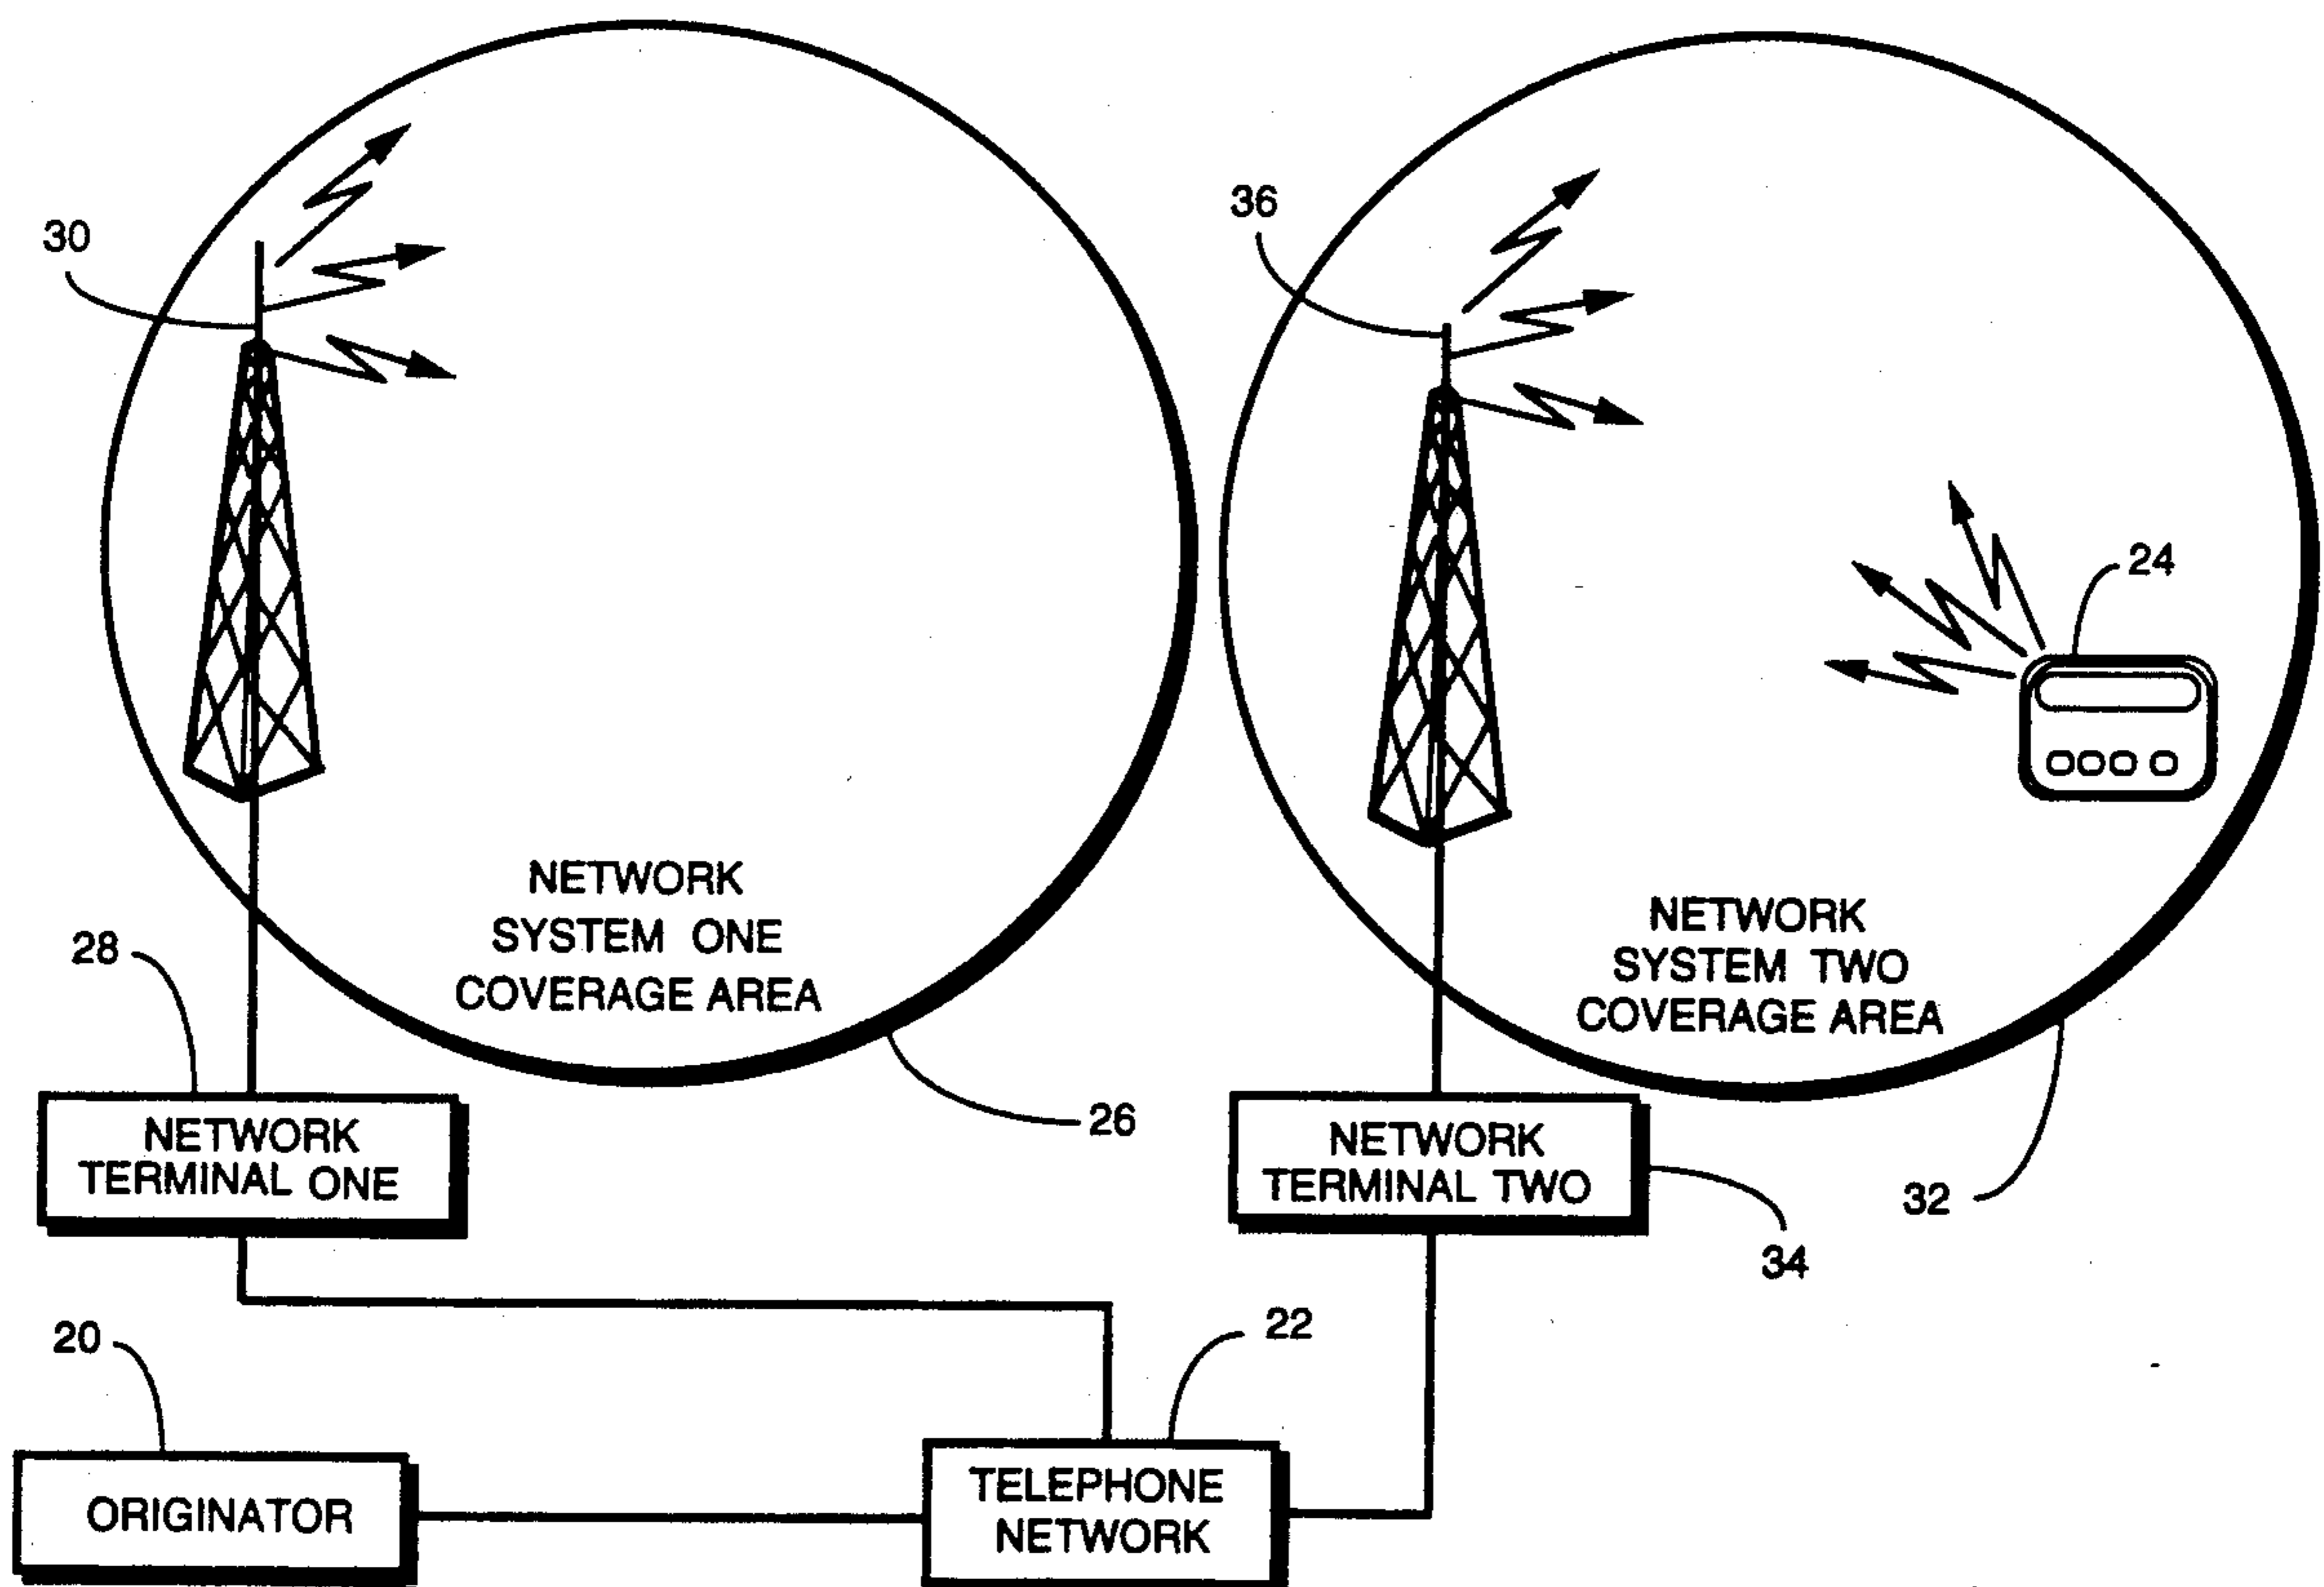 30
36
24
NETWORK
SYSTEM ONE
COVERAGE AREA
NETWORK
SYSTEM TWO
COVERAGE AREA
28
26
NETWORK
TERMINAL ONE
NETWORK
TERMINAL TWO
32
34
20
22
ORIGINATOR
TELEPHONE
NETWORK